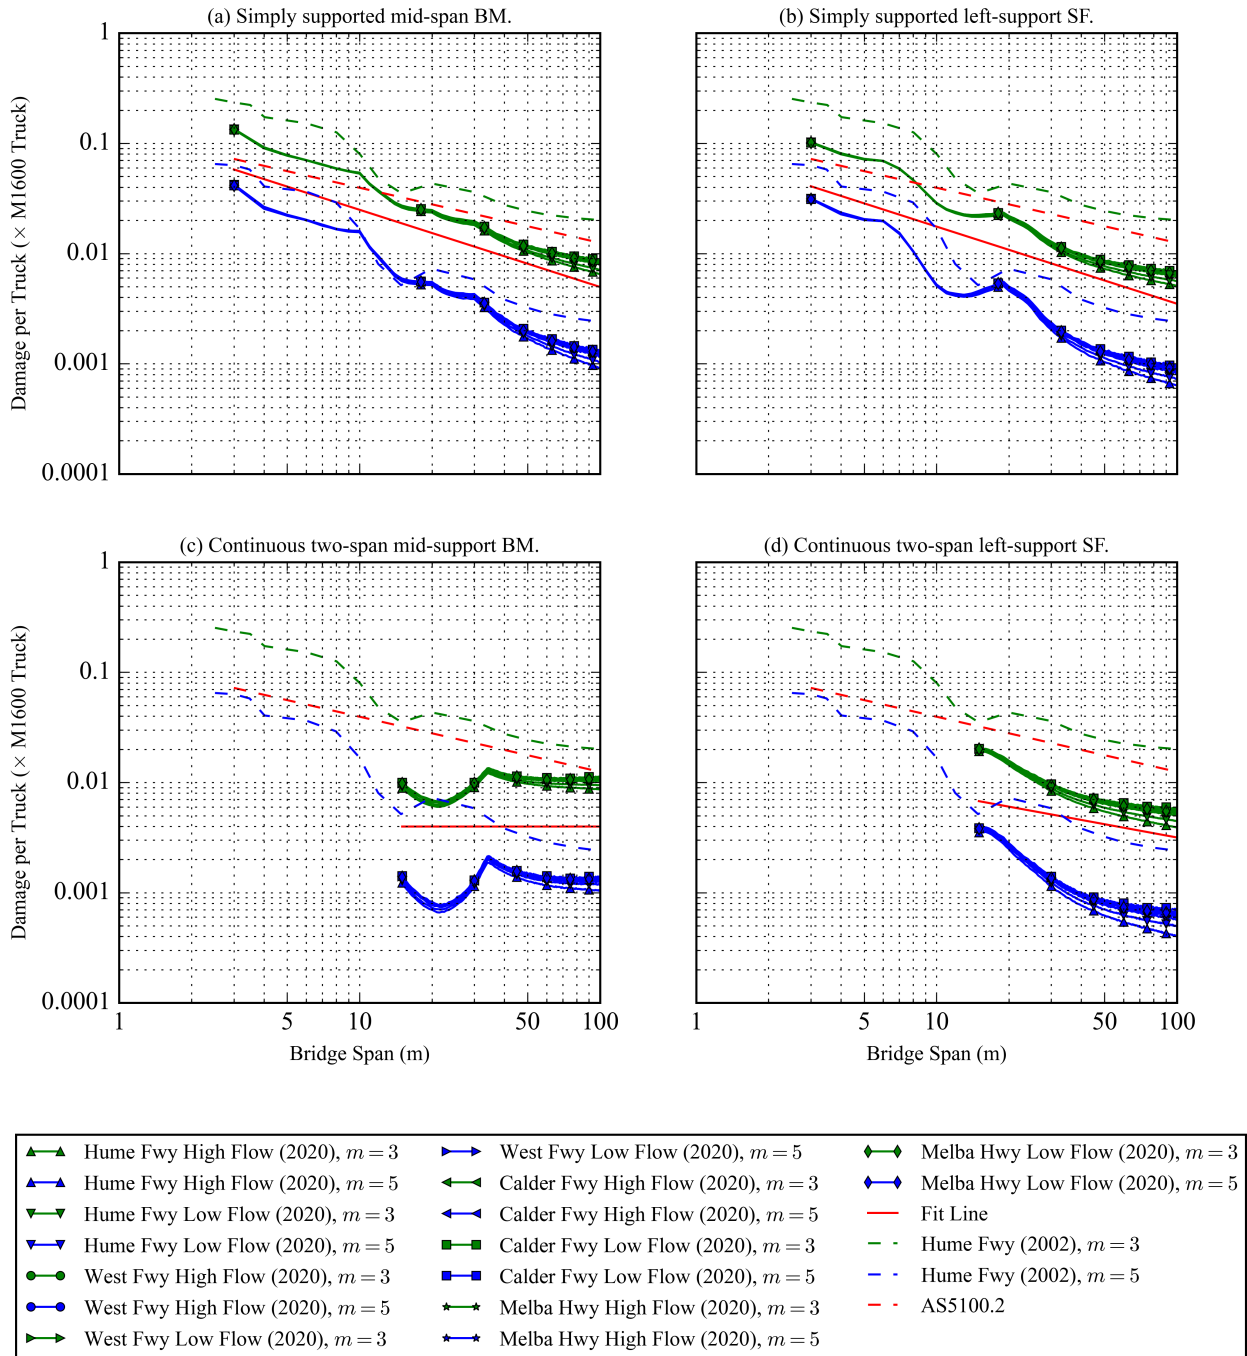 (a) Simply supported mid-span BM.
(b) Simply supported left-support SF.
1
0.1
0.01
0.001
0.0001
Damage per Truck (× M1600 Truck)
(c) Continuous two-span mid-support BM.
(d) Continuous two-span left-support SF.
1
0.1
0.01
0.001
0.0001
Damage per Truck (× M1600 Truck)
1 5 10 50 100
1 5 10 50 100
Bridge Span (m)
Bridge Span (m)
Hume Fwy High Flow (2020), m = 3
Hume Fwy High Flow (2020), m = 5
Hume Fwy Low Flow (2020), m = 3
Hume Fwy Low Flow (2020), m = 5
West Fwy High Flow (2020), m = 3
West Fwy High Flow (2020), m = 5
West Fwy Low Flow (2020), m = 3
West Fwy Low Flow (2020), m = 5
Calder Fwy High Flow (2020), m = 3
Calder Fwy High Flow (2020), m = 5
Calder Fwy Low Flow (2020), m = 3
Calder Fwy Low Flow (2020), m = 5
Melba Hwy High Flow (2020), m = 3
Melba Hwy High Flow (2020), m = 5
Melba Hwy Low Flow (2020), m = 3
Melba Hwy Low Flow (2020), m = 5
Fit Line
Hume Fwy (2002), m = 3
Hume Fwy (2002), m = 5
AS5100.2